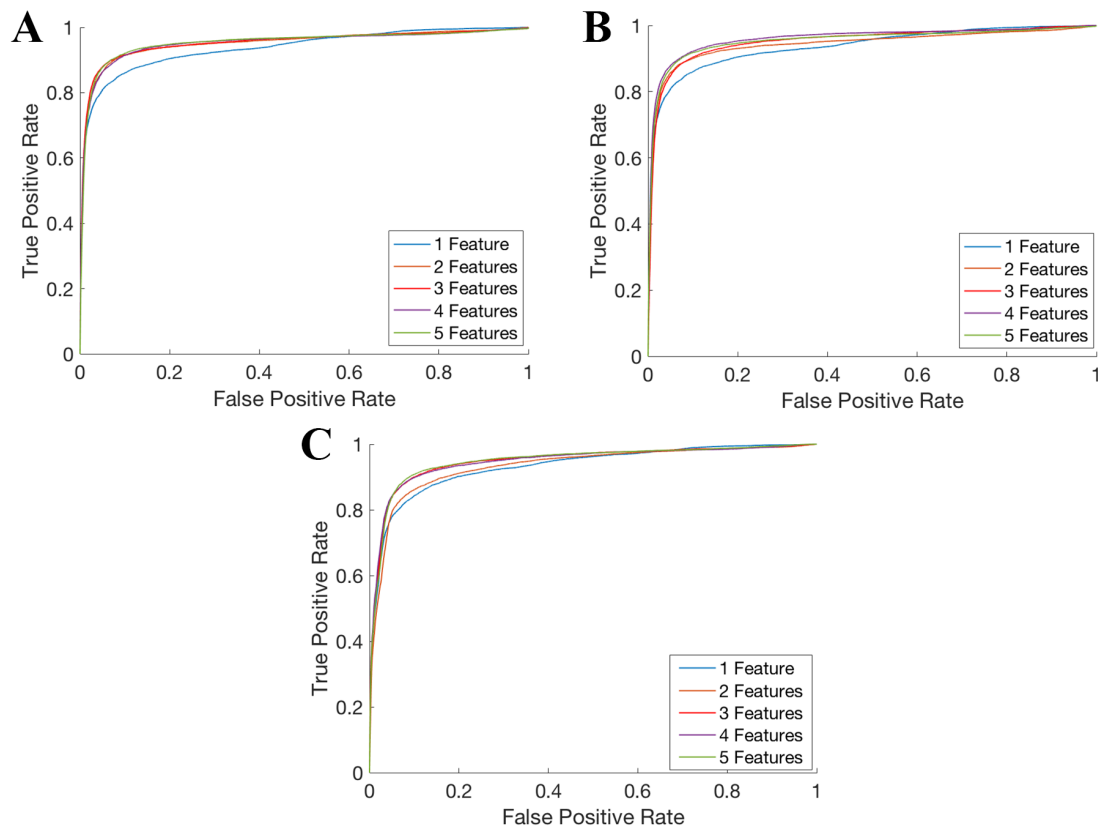 A
True Positive Rate
1
0.8
0.6
0.4
0.2
0
0 0.2 0.4 0.6 0.8 1
False Positive Rate
1 Feature
2 Features
3 Features
4 Features
5 Features
B
True Positive Rate
1
0.8
0.6
0.4
0.2
0
0 0.2 0.4 0.6 0.8 1
False Positive Rate
1 Feature
2 Features
3 Features
4 Features
5 Features
C
True Positive Rate
1
0.8
0.6
0.4
0.2
0
0 0.2 0.4 0.6 0.8 1
False Positive Rate
1 Feature
2 Features
3 Features
4 Features
5 Features